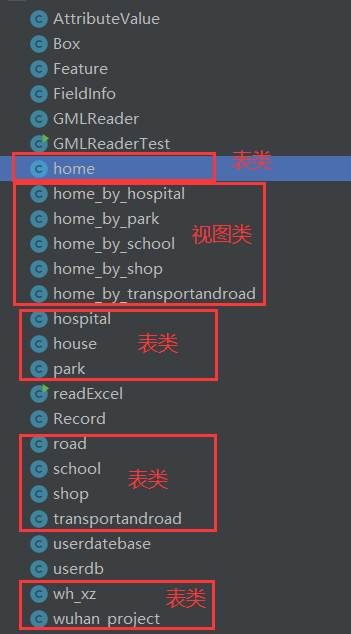 AttributeValue
Box
Feature
FieldInfo
GMLReader
GMLReaderTest
home 表类
home_by_hospital
home_by_park
home_by_school 视图类
home_by_shop
home_by_transportandroad
hospital
house 表类
park
readExcel
Record
road
school 表类
shop
transportandroad
userdatebase
userdb
wh_xz 表类
wuhan_project